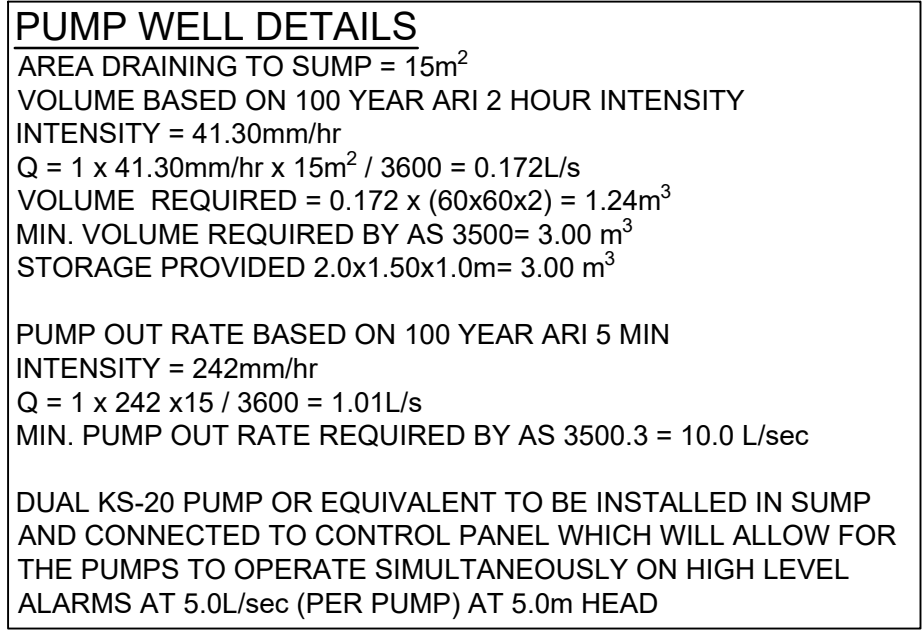 PUMP WELL DETAILS
AREA DRAINING TO SUMP = 15m²
VOLUME BASED ON 100 YEAR ARI 2 HOUR INTENSITY
INTENSITY = 41.30mm/hr
Q = 1 x 41.30mm/hr x 15m² / 3600 = 0.172L/s
VOLUME REQUIRED = 0.172 x (60x60x2) = 1.24m³
MIN. VOLUME REQUIRED BY AS 3500= 3.00 m³
STORAGE PROVIDED 2.0x1.50x1.0m= 3.00 m³
PUMP OUT RATE BASED ON 100 YEAR ARI 5 MIN
INTENSITY = 242mm/hr
Q = 1 x 242 x15 / 3600 = 1.01L/s
MIN. PUMP OUT RATE REQUIRED BY AS 3500.3 = 10.0 L/sec
DUAL KS-20 PUMP OR EQUIVALENT TO BE INSTALLED IN SUMP
AND CONNECTED TO CONTROL PANEL WHICH WILL ALLOW FOR
THE PUMPS TO OPERATE SIMULTANEOUSLY ON HIGH LEVEL
ALARMS AT 5.0L/sec (PER PUMP) AT 5.0m HEAD